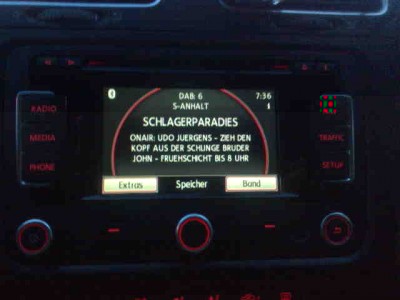 DAB: 6
7:36
S-ANHALT
SCHLAGERPARADIES
ONAIR: UDO JUERGENS - ZIEH DEN
KOPF AUS DER SCHLINGE BRUDER
JOHN - FRUEHSCHICHT BIS 8 UHR
Extras
Speicher
Band
RADIO
MEDIA
PHONE
TRAFFIC
SETUP